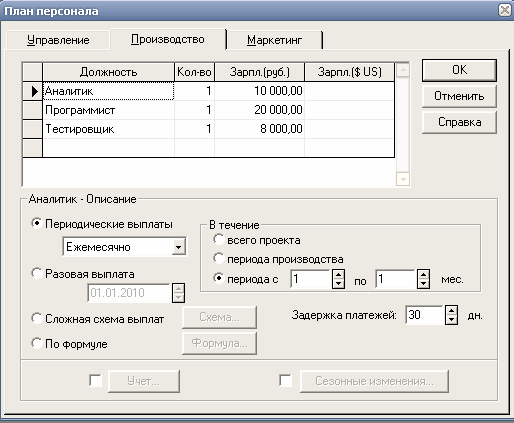 План персонала
Управление Производство Маркетинг
Должность Кол-во Зарпл.(руб.) Зарпл.($ US)
Аналитик 1 10 000,00
Программист 1 20 000,00
Тестировщик 1 8 000,00
OK
Отменить
Справка
Аналитик - Описание
Периодические выплаты
Ежемесячно
Разовая выплата
01.01.2010
Сложная схема выплат Схема...
По формуле Формула...
В течение
всего проекта
периода производства
периода с 1 по 1 мес.
Задержка платежей: 30 дн.
Учет... Сезонные изменения...